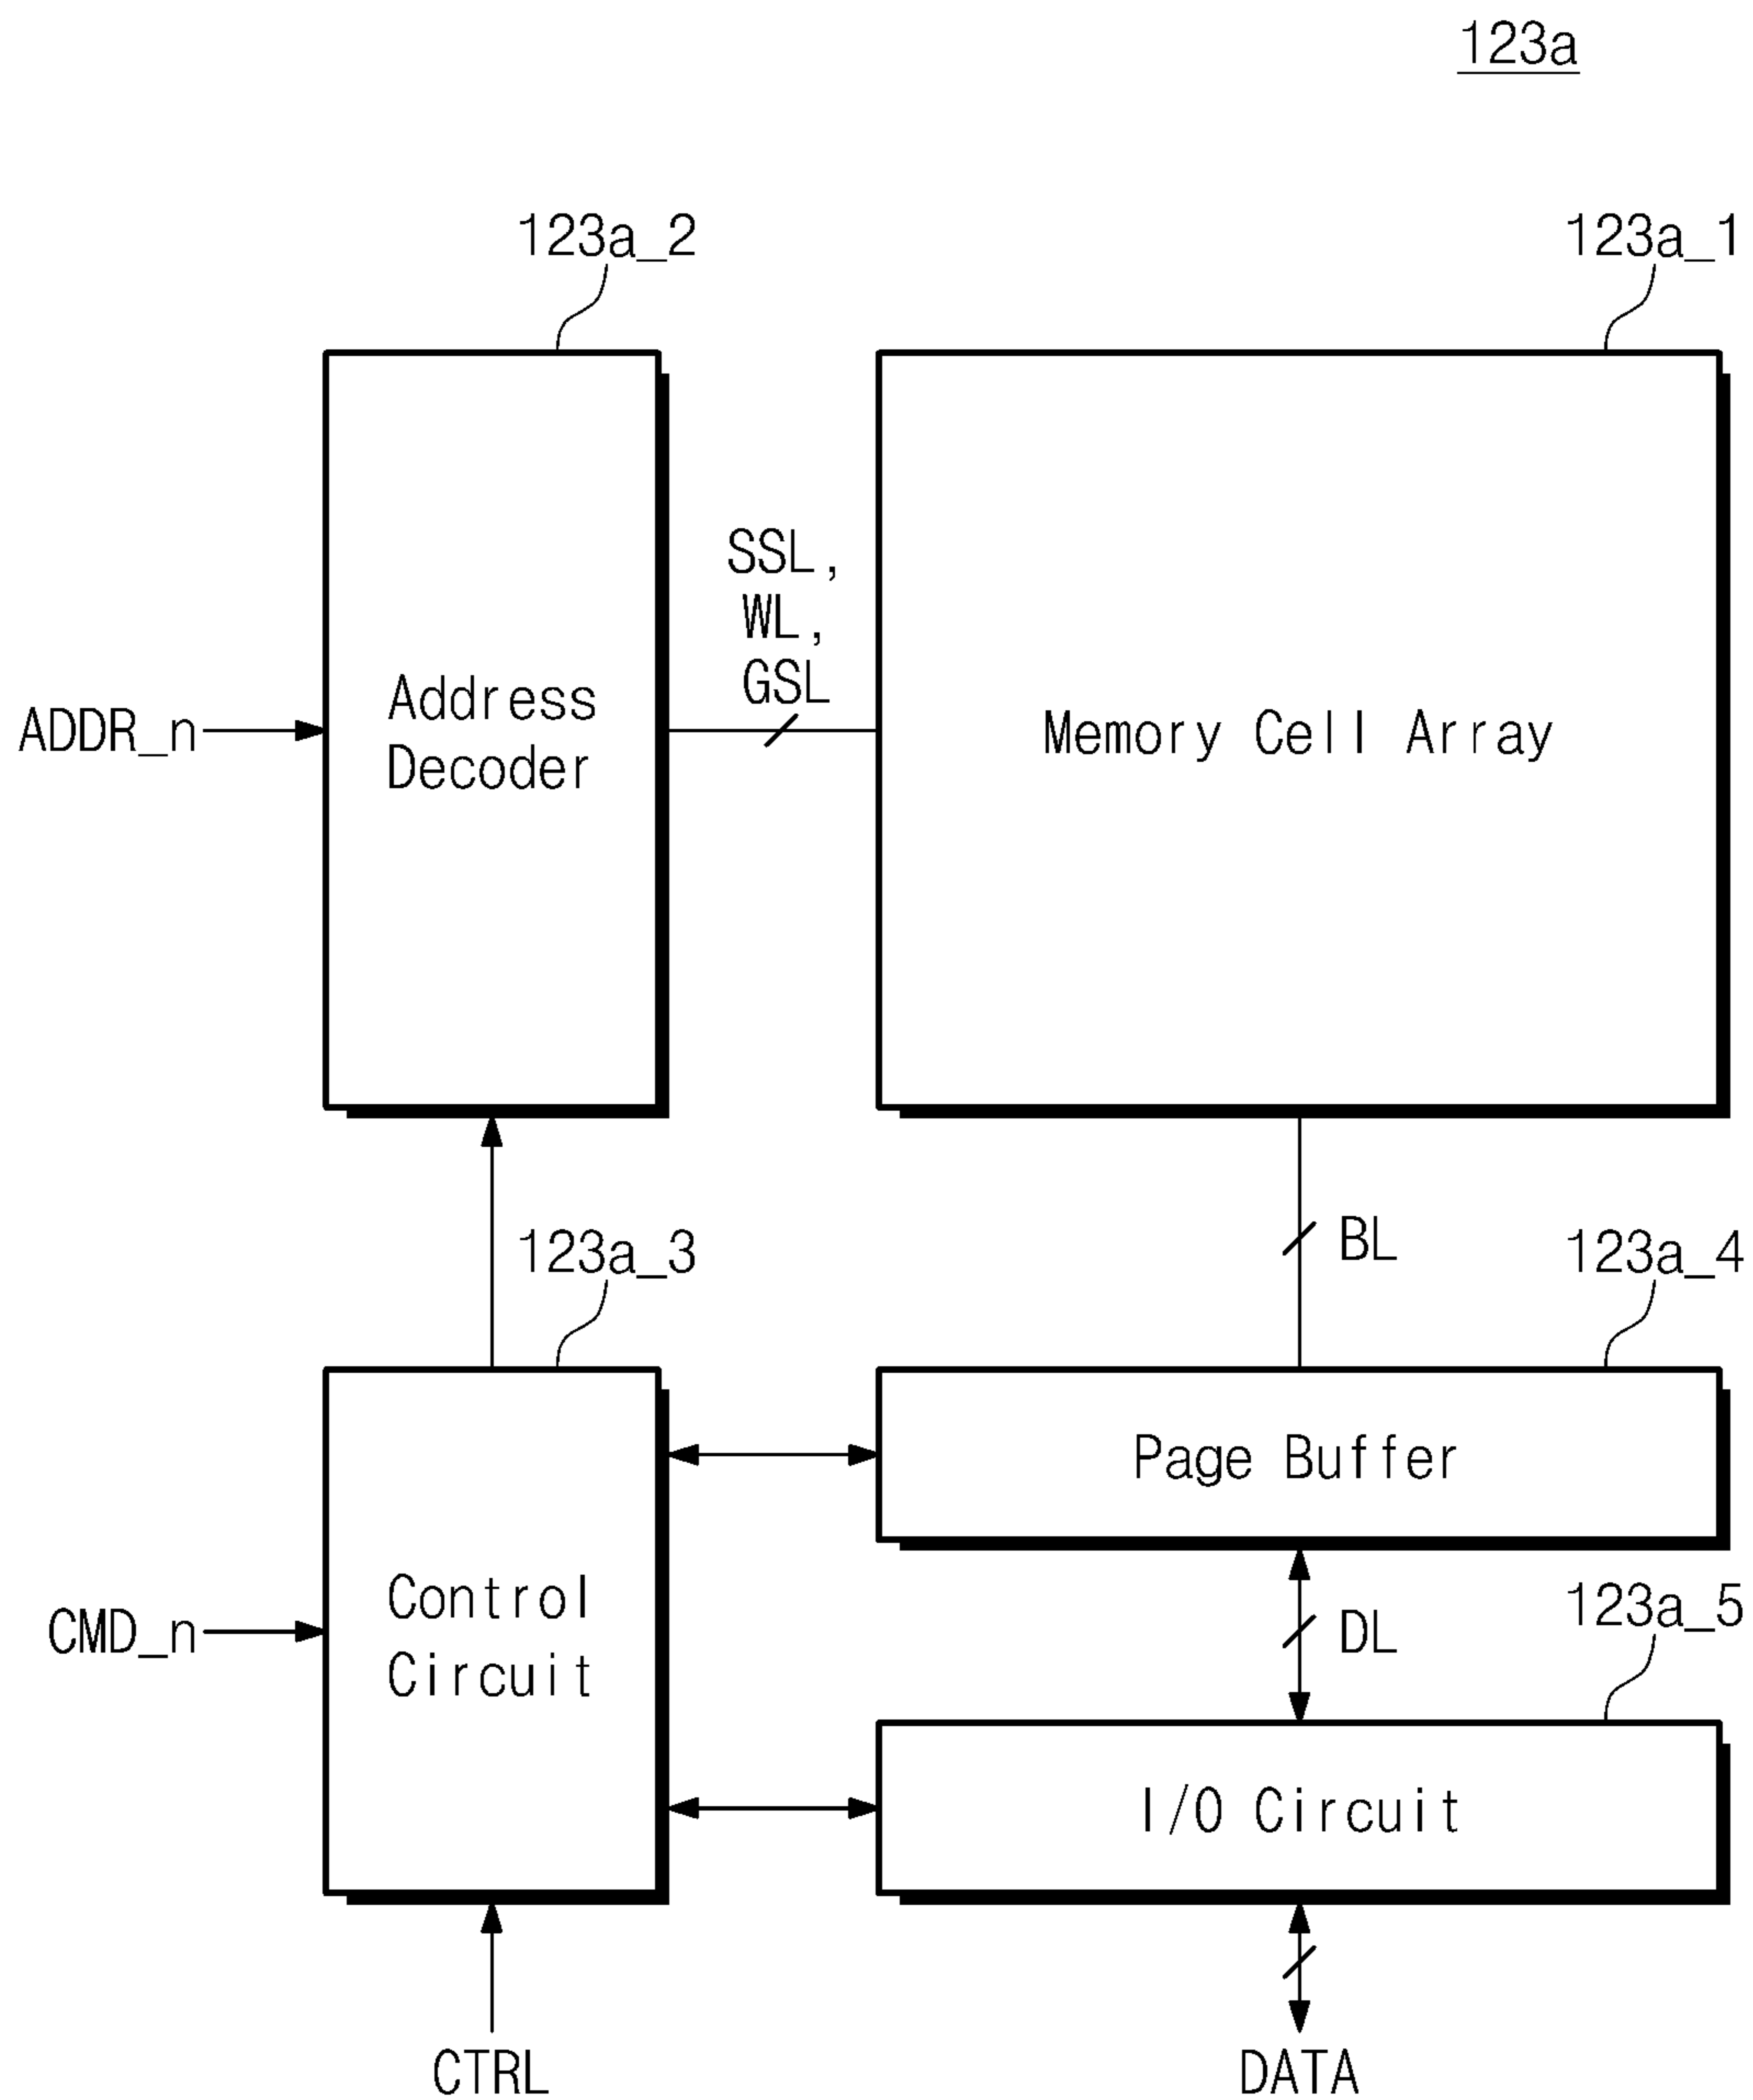 123a
123a_2
123a_1
SSL,
WL,
GSL
Address
Decoder
ADDR_n
Memory Cell Array
123a_3
BL
123a_4
Page Buffer
Control
Circuit
CMD_n
DL
123a_5
I/O Circuit
CTRL
DATA